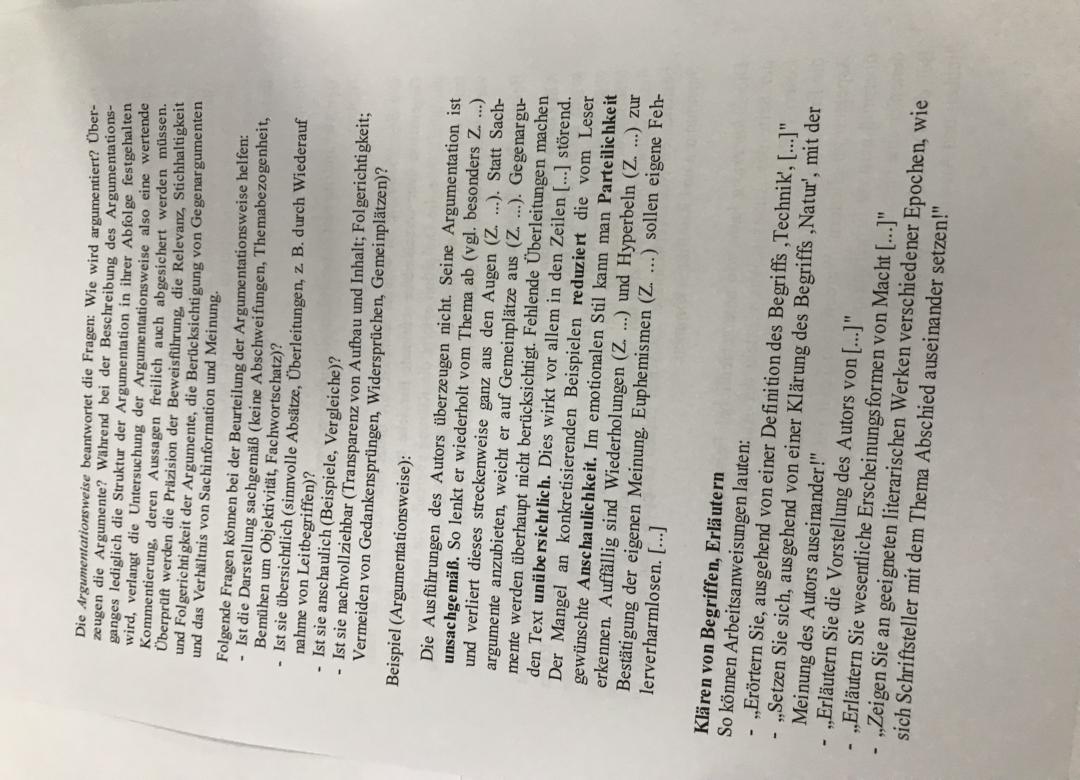 Die Argumentationsweise beantwortet die Fragen: Wie wird argumentiert? Über-
zeugen die Argumente? Während bei der Beschreibung des Argumentations-
ganges lediglich die Struktur der Argumentation in ihrer Abfolge festgehalten
wird, verlangt die Untersuchung der Argumentationsweise also eine wertende
Kommentierung, deren Aussagen freilich auch abgesichert werden müssen.
Überprüft werden die Präzision der Beweisführung, die Relevanz, Stichhaltigkeit
und Folgerichtigkeit der Argumente, die Berücksichtigung von Gegenargumenten
und das Verhältnis von Sachinformation und Meinung.
Folgende Fragen können bei der Beurteilung der Argumentationsweise helfen:
- Ist die Darstellung sachgemäß (keine Abschweifungen, Themabezogenheit,
Bemühen um Objektivität, Fachwortschatz)?
- Ist sie übersichtlich (sinnvolle Absätze, Überleitungen, z. B. durch Wiederauf
nahme von Leitbegriffen)?
- Ist sie anschaulich (Beispiele, Vergleiche)?
- Ist sie nachvollziehbar (Transparenz von Aufbau und Inhalt; Folgerichtigkeit;
Vermeiden von Gedankensprüngen, Widersprüchen, Gemeinplätzen)?
Beispiel (Argumentationsweise):
Die Ausführungen des Autors überzeugen nicht. Seine Argumentation ist
unsachgemäß. So lenkt er wiederholt vom Thema ab (vgl. besonders Z. ...)
und verliert dieses streckenweise ganz aus den Augen (Z. ...). Statt Sach-
argumente anzubieten, weicht er auf Gemeinplätze aus (Z. ...). Gegenargu-
mente werden überhaupt nicht berücksichtigt. Fehlende Überleitungen machen
den Text unübersichtlich. Dies wirkt vor allem in den Zeilen [...] störend.
Der Mangel an konkretisierenden Beispielen reduziert die vom Leser
gewünschte Anschaulichkeit. Im emotionalen Stil kann man Parteilichkeit
erkennen. Auffällig sind Wiederholungen (Z. ...) und Hyperbeln (Z. ...) zur
Bestätigung der eigenen Meinung. Euphemismen (Z. ...) sollen eigene Feh-
lerverharmlosen. [...]
Klären von Begriffen, Erläutern
So können Arbeitsanweisungen lauten:
- „Erörtern Sie, ausgehend von einer Definition des Begriffs ‚Technik', [...]"
- „Setzen Sie sich, ausgehend von einer Klärung des Begriffs ‚Natur', mit der
Meinung des Autors auseinander!"
- „Erläutern Sie die Vorstellung des Autors von [...]"
- „Erläutern Sie wesentliche Erscheinungsformen von Macht [...]"
- „Zeigen Sie an geeigneten literarischen Werken verschiedener Epochen, wie
sich Schriftsteller mit dem Thema Abschied auseinander setzen!"